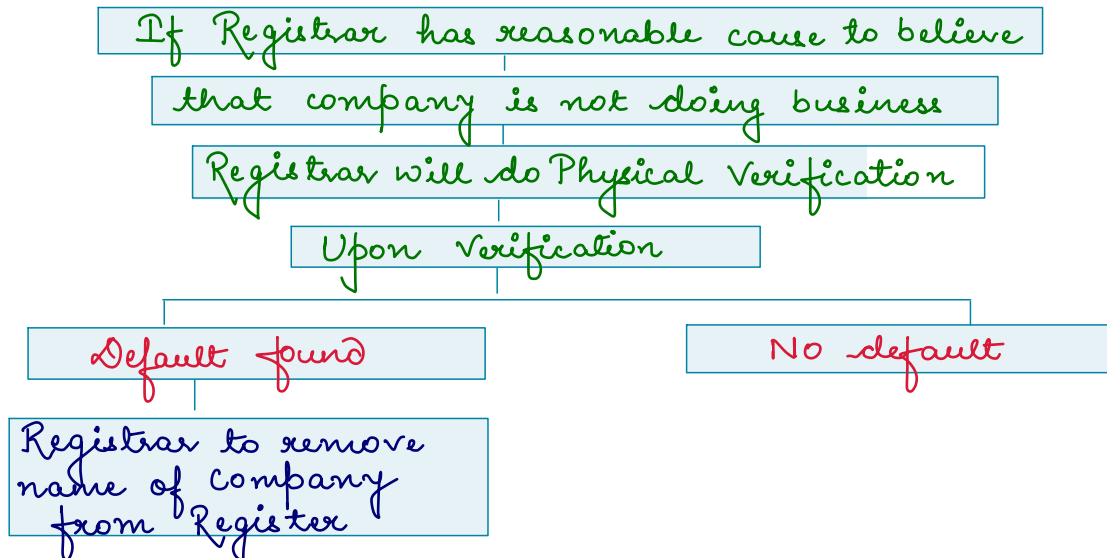 If Registrar has reasonable cause to believe
that company is not doing business
Registrar will do Physical Verification
Upon Verification
Default found
No default
Registrar to remove
name of company
from Register